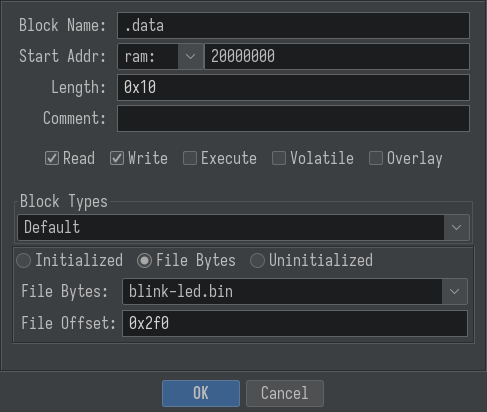 Block Name: .data
Start Addr: ram: 20000000
Length: 0x10
Comment:
Read Write Execute Volatile Overlay
Block Types
Default
Initialized File Bytes Uninitialized
File Bytes: blink-led.bin
File Offset: 0x2f0
OK Cancel